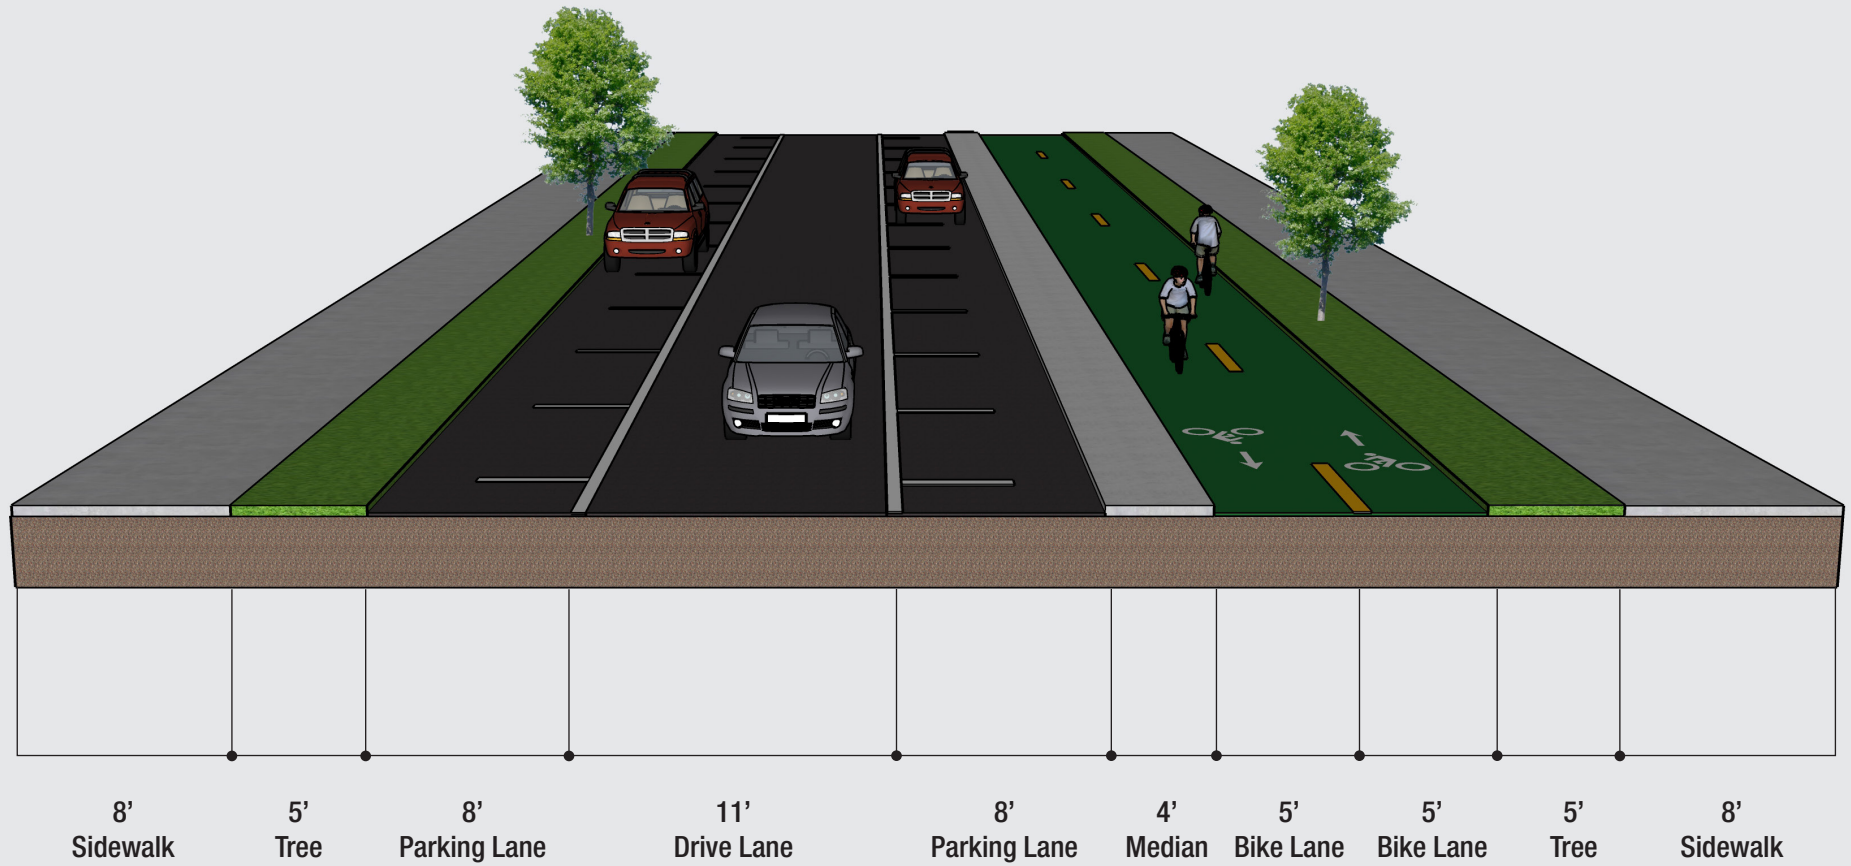 8’ 5’ 8’ 11’ 8’ 4’ 5’ 5’ 5’ 8’
Sidewalk Tree Parking Lane Drive Lane Parking Lane Median Bike Lane Bike Lane Tree Sidewalk